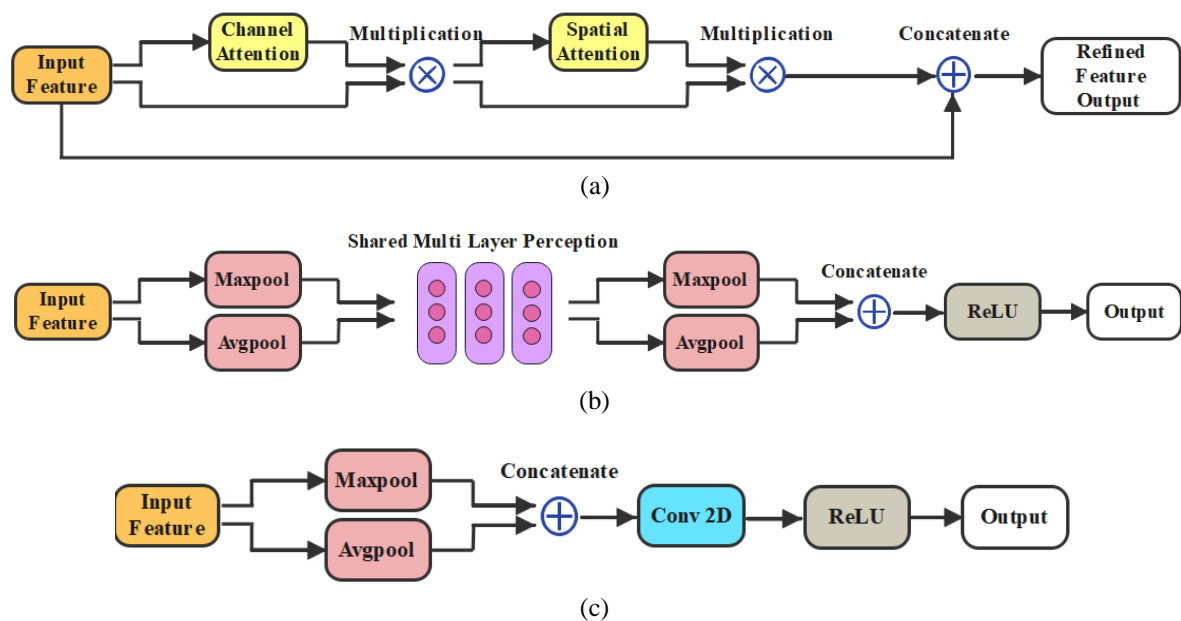 Channel
Attention
Multiplication
Spatial
Attention
Multiplication
Concatenate
Input
Feature
Refined
Feature
Output
(a)
Shared Multi Layer Perception
Maxpool
Maxpool
Concatenate
Input
Feature
ReLU
Output
Avgpool
Avgpool
(b)
Maxpool
Concatenate
Input
Feature
Conv 2D
ReLU
Output
Avgpool
(c)